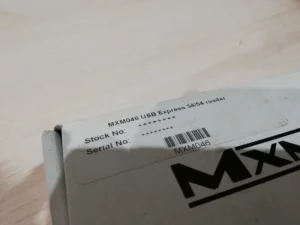 MXM046 USB Express 34/54 reader
Stock No: ********
Serial No: ********
MXM046
MXM